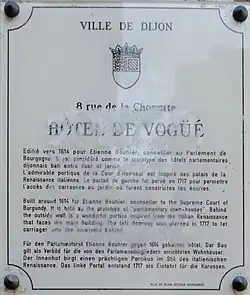 VILLE DE DIJON
8 rue de la Chouette
HÔTEL DE VOGÜÉ
Edifié vers 1614 pour Etienne Bouhier, conseiller au Parlement de
Bourgogne. Il est considéré comme le prototype des hôtels parlementaires
dijonnais bâti entre cour et jardin.
L'admirable portique de la Cour d'Honneur est inspiré des palais de la
Renaissance italienne. Le portail de gauche fut percé en 1717 pour permettre
l'accès des carrosses au jardin où furent construites les écuries.
Built around 1614 for Etienne Bouhier, counsellor to the Supreme Court of
Burgundy. It is held as the prototype of "parliamentary town-houses". Behind
the outside wall is a wonderful portico inspired from the Italian Renaissance
that faces the main building. The left doorway was pierced in 1717 to let
carriages into the
Für den Parlamentsrat Etienne Bouhier gegen 1614 gebautes Hôtel. Der Bau
gilt als Vorbild für die von den Parlamentsmitgliedern errichteten Wohnhäuser.
Der Innenhof birgt einen prächtigen Portikus im Stil des italienischen
Renaissance. Das linke Portal entstand 1717 als Einfahrt für die Karossen.